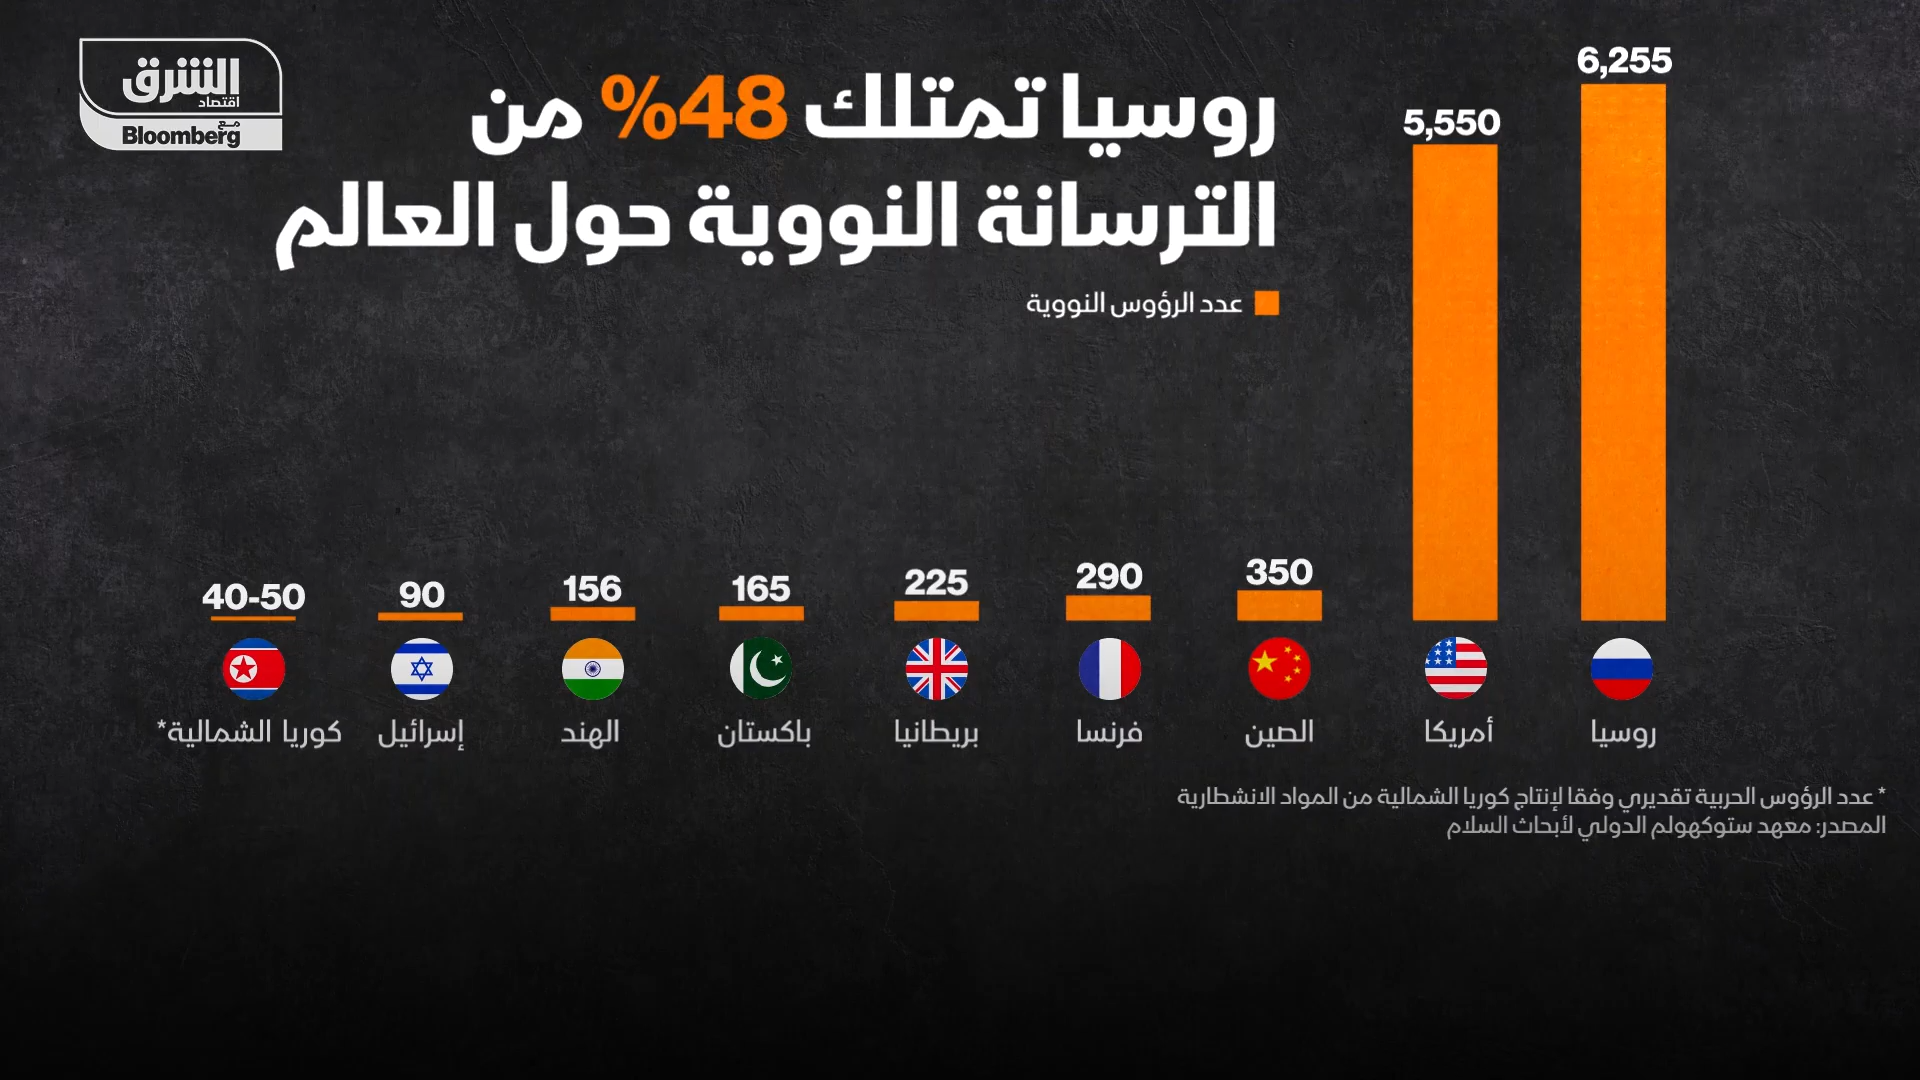 الشرق
اقتصاد
مع
Bloomberg
روسيا تمتلك 48% من
الترسانة النووية حول العالم
عدد الرؤوس النووية
6,255
5,550
350
290
225
165
156
90
40-50
روسيا
أمريكا
الصين
فرنسا
بريطانيا
باكستان
الهند
إسرائيل
كوريا الشمالية*
* عدد الرؤوس الحربية تقديري وفقا لإنتاج كوريا الشمالية من المواد الانشطارية
المصدر: معهد ستوكهولم الدولي لأبحاث السلام